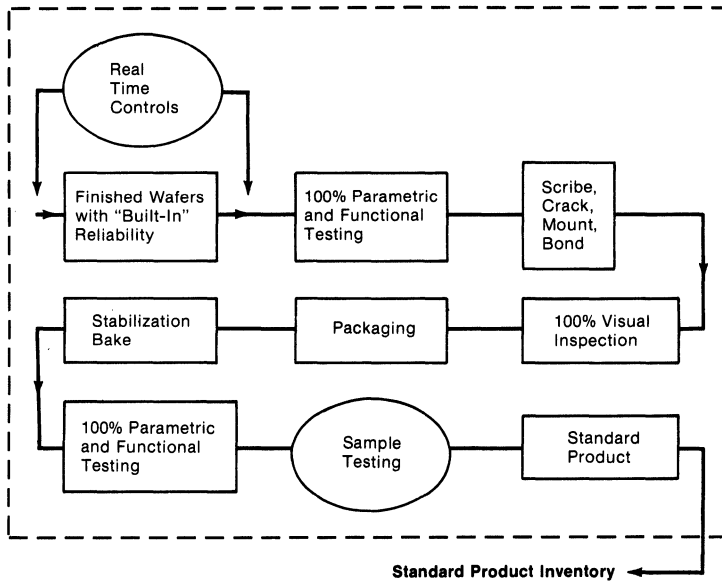 Real
Time
Controls
Finished Wafers
with "Built-In"
Reliability
100% Parametric
and Functional
Testing
Scribe,
Crack,
Mount,
Bond
100% Visual
Inspection
Packaging
Stabilization
Bake
100% Parametric
and Functional
Testing
Sample
Testing
Standard
Product
Standard Product Inventory